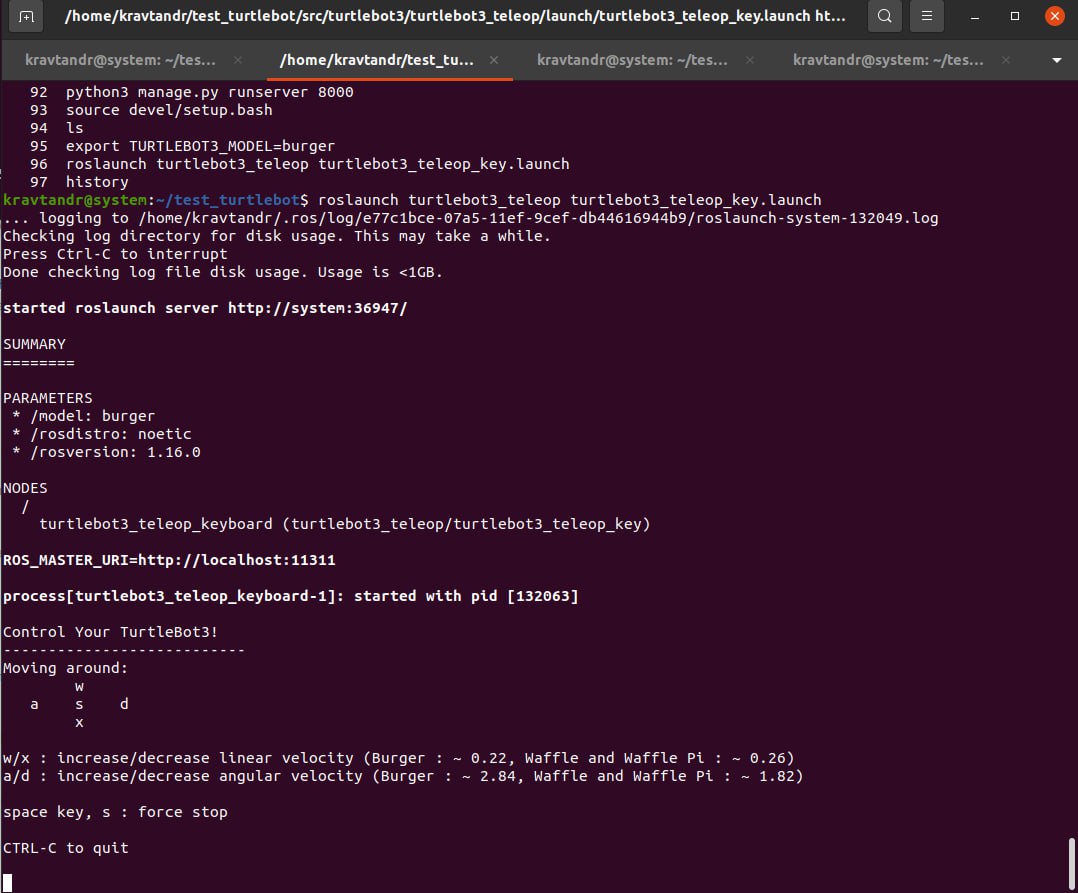 /home/kravtandr/test_turtlebot/src/turtlebot3/turtlebot3_teleop/launch/turtlebot3_teleop_key.launch ht...
kravtandr@system: ~/tes...
/home/kravtandr/test_tu...
kravtandr@system: ~/tes...
kravtandr@system: ~/tes...
92  python3 manage.py runserver 8000
93  source devel/setup.bash
94  ls
95  export TURTLEBOT3_MODEL=burger
96  roslaunch turtlebot3_teleop turtlebot3_teleop_key.launch
97  history
kravtandr@system:~/test_turtlebot$ roslaunch turtlebot3_teleop turtlebot3_teleop_key.launch
... logging to /home/kravtandr/.ros/log/e77c1bce-07a5-11ef-9cef-db44616944b9/roslaunch-system-132049.log
Checking log directory for disk usage. This may take a while.
Press Ctrl-C to interrupt
Done checking log file disk usage. Usage is <1GB.
started roslaunch server http://system:36947/
SUMMARY
========
PARAMETERS
* /model: burger
* /rosdistro: noetic
* /rosversion: 1.16.0
NODES
/
turtlebot3_teleop_keyboard (turtlebot3_teleop/turtlebot3_teleop_key)
ROS_MASTER_URI=http://localhost:11311
process[turtlebot3_teleop_keyboard-1]: started with pid [132063]
Control Your TurtleBot3!
---------------------------
Moving around:
w
a    s    d
x
w/x : increase/decrease linear velocity (Burger : ~ 0.22, Waffle and Waffle Pi : ~ 0.26)
a/d : increase/decrease angular velocity (Burger : ~ 2.84, Waffle and Waffle Pi : ~ 1.82)
space key, s : force stop
CTRL-C to quit